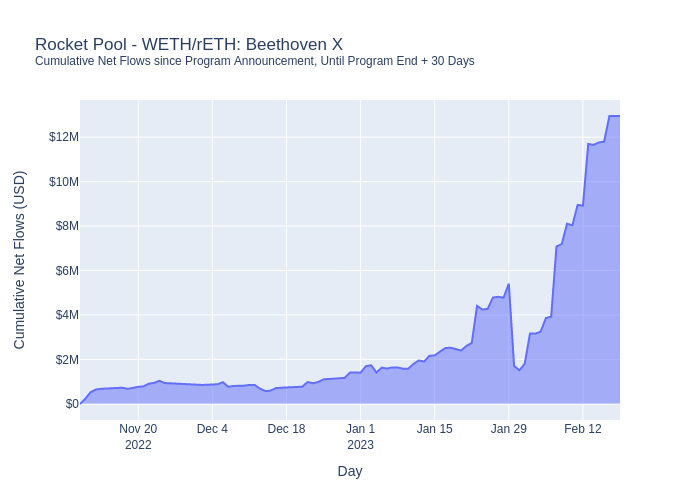 Rocket Pool - WETH/rETH: Beethoven X
Cumulative Net Flows since Program Announcement, Until Program End + 30 Days
Cumulative Net Flows (USD)
$12M
$10M
$8M
$6M
$4M
$2M
$0
Nov 20
2022
Dec 4
Dec 18
Jan 1
2023
Jan 15
Jan 29
Feb 12
Day